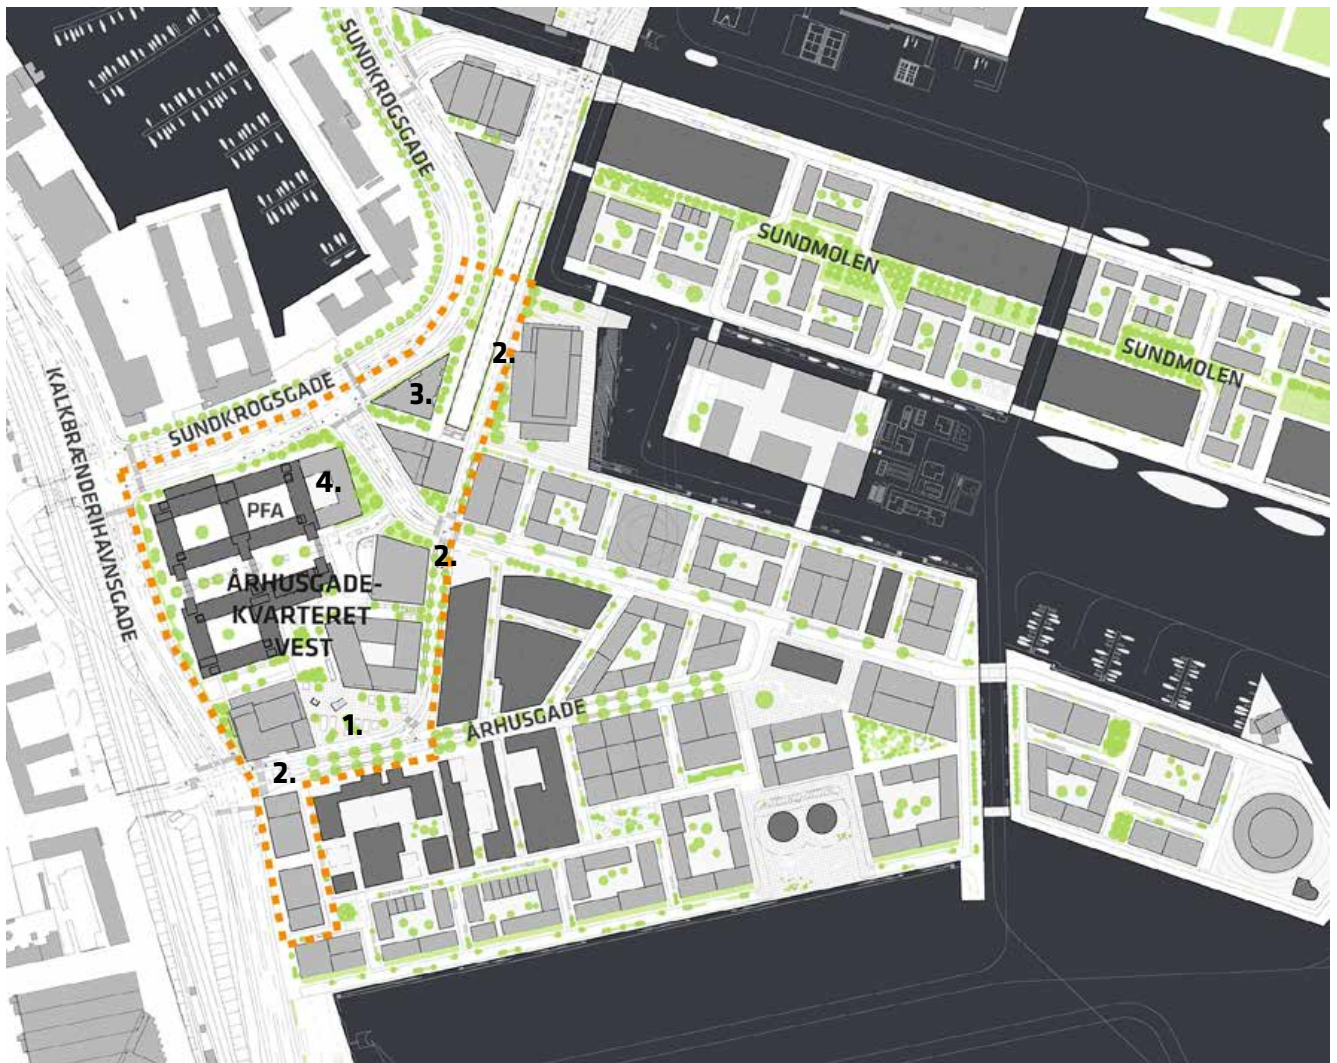 SUNDKROGSGADE
SUNDMOLEN
SUNDMOLEN
2.
3.
SUNDKROGSGADE
KALKBRÆNDERIHAVNSGADE
4.
PFA
2.
ÅRHUSGADE-
KVARTERET
VEST
1.
ÅRHUSGADE
2.